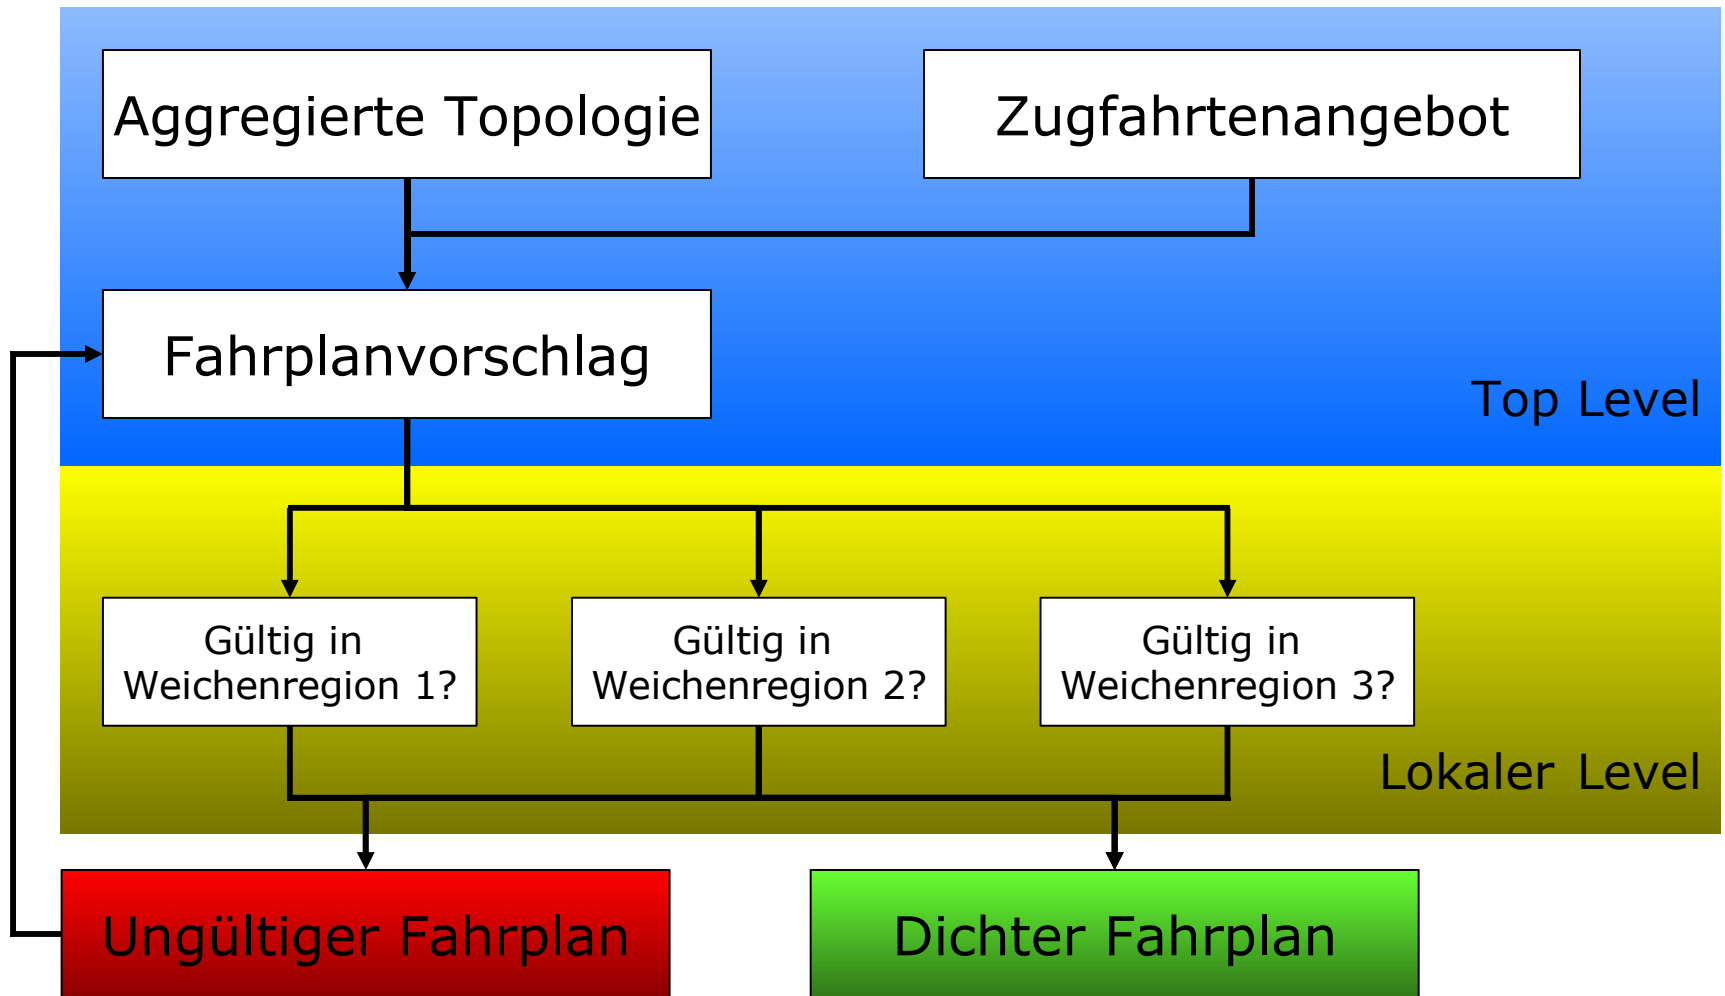 Aggregierte Topologie
Zugfahrtenangebot
Fahrplanvorschlag
Top Level
Gültig in
Weichenregion 1?
Gültig in
Weichenregion 2?
Gültig in
Weichenregion 3?
Lokaler Level
Ungültiger Fahrplan
Dichter Fahrplan